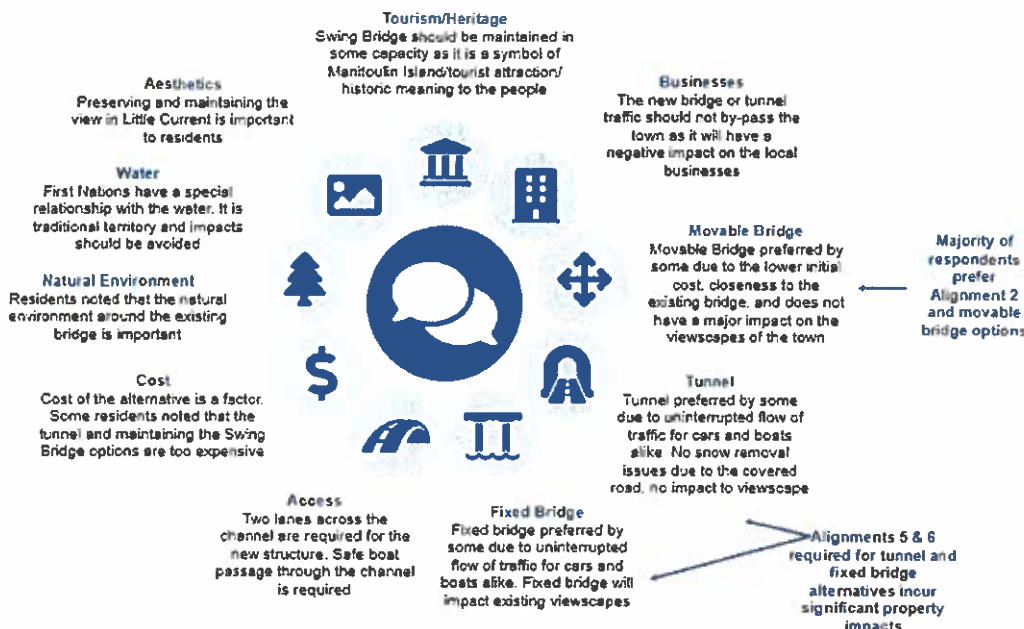 Tourism/Heritage
Swing Bridge should be maintained in
some capacity as it is a symbol of
Manitoulin Island/tourist attraction/
historic meaning to the people
Aesthetics
Preserving and maintaining the
view in Little Current is important
to residents
Businesses
The new bridge or tunnel
traffic should not by-pass the
town as it will have a
negative impact on the local
businesses
Water
First Nations have a special
relationship with the water. It is
traditional territory and impacts
should be avoided
Movable Bridge
Movable Bridge preferred by
some due to the lower initial
cost, closeness to the
existing bridge, and does not
have a major impact on the
viewscapes of the town
Majority of
respondents
prefer
Alignment 2
and movable
bridge options
Natural Environment
Residents noted that the natural
environment around the existing
bridge is important
Cost
Cost of the alternative is a factor.
Some residents noted that the
tunnel and maintaining the Swing
Bridge options are too expensive
$
Tunnel
Tunnel preferred by some
due to uninterrupted flow of
traffic for cars and boats
alike. No snow removal
issues due to the covered
road, no impact to viewscape
Access
Two lanes across the
channel are required for the
new structure. Safe boat
passage through the channel
is required
Fixed Bridge
Fixed bridge preferred by
some due to uninterrupted
flow of traffic for cars and
boats alike. Fixed bridge will
impact existing viewscapes
Alignments 5 & 6
required for tunnel and
fixed bridge
alternatives incur
significant property
impacts